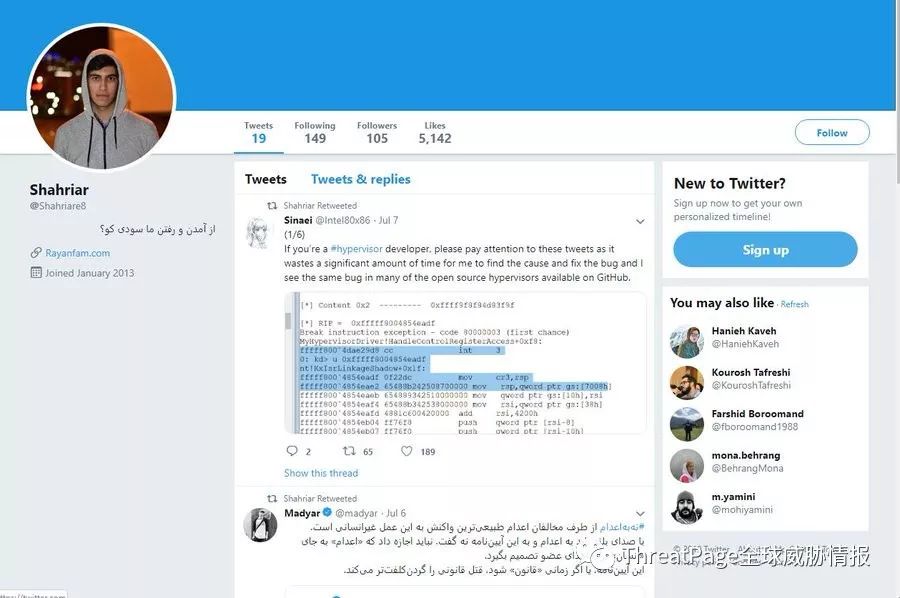 Tweets
19
Following
149
Followers
105
Likes
5,142
Follow
Shahriar
@Shahriare8
از آمدن و رفتن ما سودی کو؟
Rayanfam.com
Joined January 2013
Tweets
Tweets & replies
Shahriar Retweeted
Sinaei @Intel80x86 · Jul 7
(1/6)
If you're a #hypervisor developer, please pay attention to these tweets as it
wastes a significant amount of time for me to find the cause and fix the bug and I
see the same bug in many of the open source hypervisors available on GitHub.
[*] Content 0x2 --------- 0xffff9f8f84d83f9f
[*] RIP = 0xfffff8004854eadf
Break instruction exception - code 80000003 (first chance)
MyHypervisorDriver!HandleControlRegisterAccess+0xf8:
fffff800`4dae29d8 cc int 3
0: kd> u 0xfffff8004854eadf
nt!KxIsrLinkageShadow+0x1f:
fffff800`4854eadf 0f22dc mov cr3,rsp
fffff800`4854eae2 65488b242508700000 mov rsp,qword ptr gs:[7008h]
fffff800`4854eaeb 654889342510000000 mov qword ptr gs:[10h],rsi
fffff800`4854eaf4 65488b342538000000 mov rsi,qword ptr gs:[38h]
fffff800`4854eafd 4881c600420000 add rsi,4200h
fffff800`4854eb04 ff76f8 push qword ptr [rsi-8]
fffff800`4854eb07 ff76f0 push qword ptr [rsi-10h]
2
65
189
Show this thread
Shahriar Retweeted
Madyar @madyar · Jul 6
#نه‌به‌اعدام از طرف مخالفان اعدام طبیعی‌ترین واکنش به این عمل غیرانسانی است.
با صدای به اعدام و به این آیین‌نامه نه گفت. نباید اجازه داد که «اعدام» به جای
عضو تصمیم بگیرد.
این آیین‌نامه، یا اگر زمانی «قانون» شود، قتل قانونی را گردن‌کلفت‌تر می‌کند.
New to Twitter?
Sign up now to get your own
personalized timeline!
Sign up
You may also like · Refresh
Hanieh Kaveh
@HaniehKaveh
Kourosh Tafreshi
@KouroshTafreshi
Farshid Boroomand
@fboroomand1988
mona.behrang
@BehrangMona
m.yamini
@mohiyamini
ThreatPage全球威胁情报